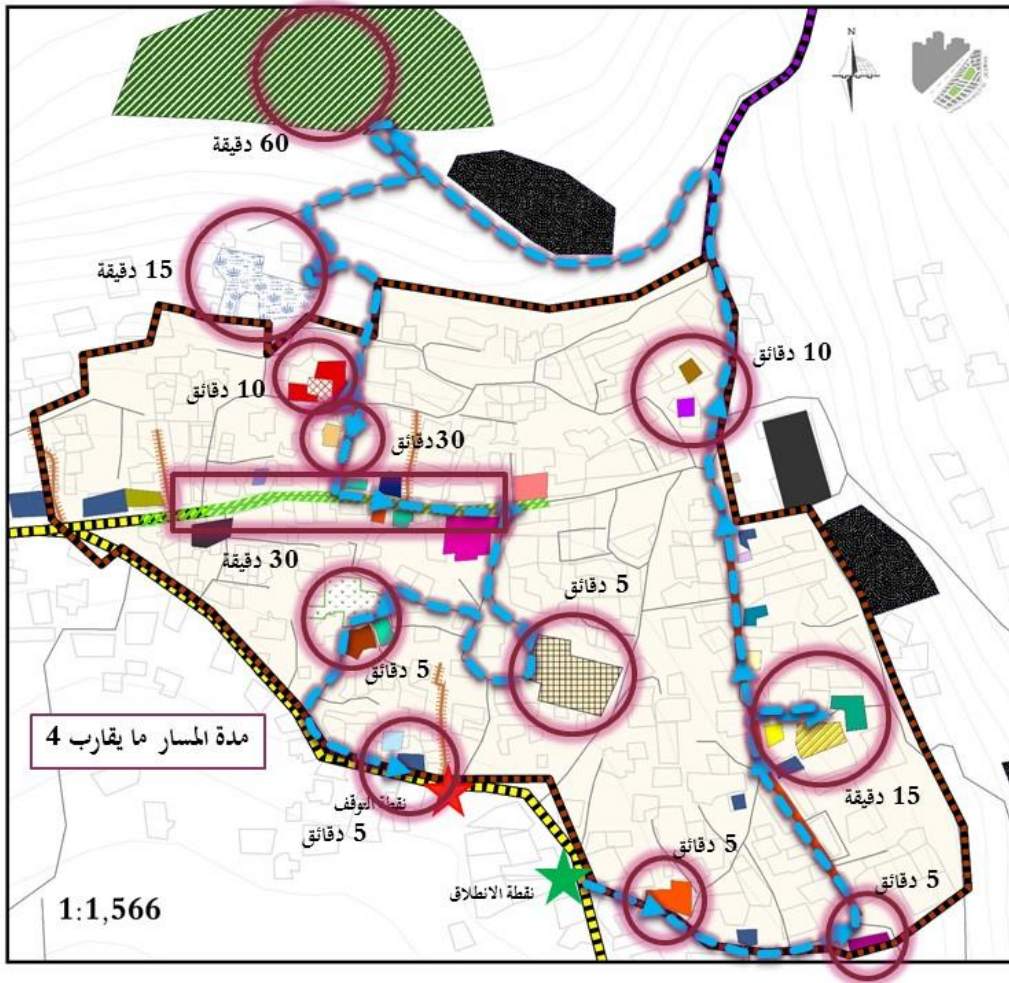 N
60 دقيقة
15 دقيقة
10 دقائق
10 دقائق
30دقائق
30 دقيقة
5 دقائق
5 دقائق
مدة المسار ما يقارب 4
15 دقيقة
نقطة التوقف
5 دقائق
5 دقائق
نقطة الانطلاق
5 دقائق
1:1,566